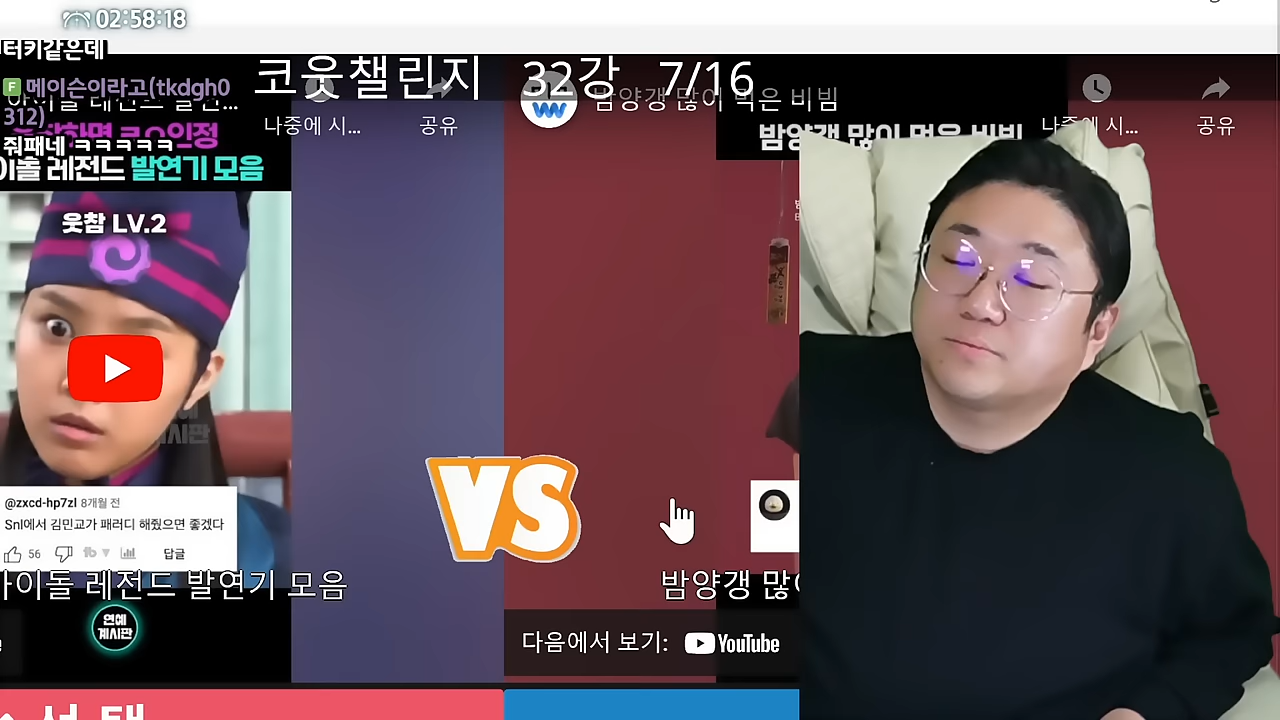 02:58:18
터키같은데
F 메이슨이라고(tkdgh0
312)
줘패네 ㅋㅋㅋㅋㅋ
코웃챌린지 32강 7/16
나중에 시...
공유
밤양갱 많이 먹은 비빔
나중에 시...
공유
밤양갱 많이 먹은 비빔
이돌 레전드 발연기 모음
웃참 LV.2
VS
@zxcd-hp7zl 8개월 전
Snl에서 김민교가 패러디 해줬으면 좋겠다
56
답글
아이돌 레전드 발연기 모음
밤양갱 많이
연예
게시판
다음에서 보기: YouTube
선택